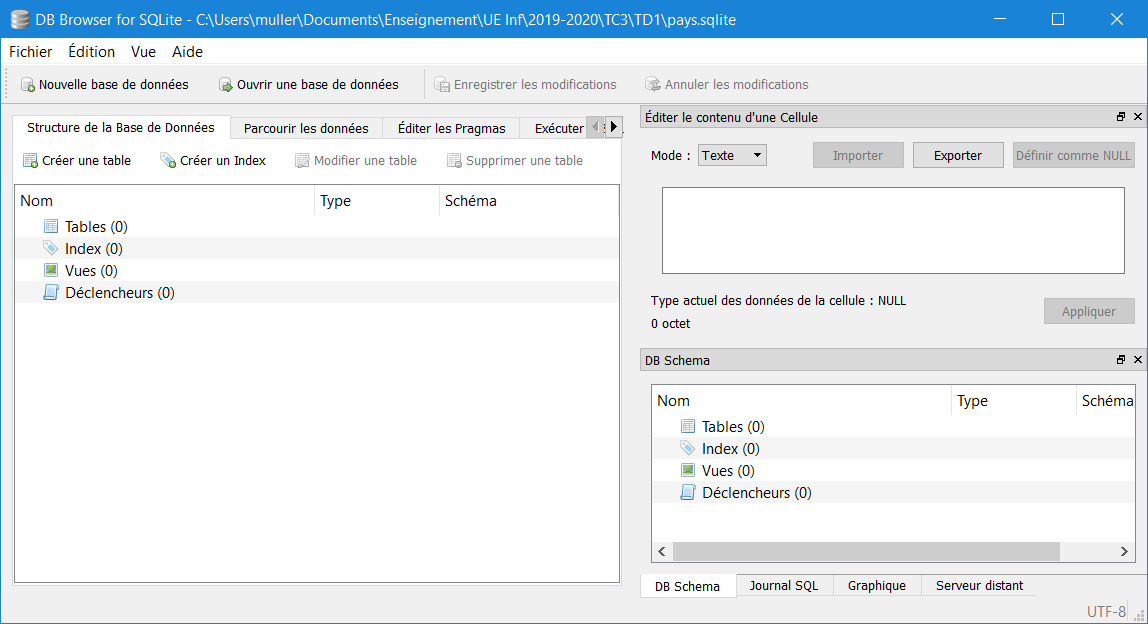 DB Browser for SQLite - C:\Users\muller\Documents\Enseignement\UE Inf\2019-2020\TC3\TD1\pays.sqlite
Fichier Édition Vue Aide
Nouvelle base de données Ouvrir une base de données Enregistrer les modifications Annuler les modifications
Structure de la Base de Données Parcourir les données Éditer les Pragmas Exécuter
Créer une table Créer un Index Modifier une table Supprimer une table
Nom Type Schéma
Tables (0)
Index (0)
Vues (0)
Déclencheurs (0)
Éditer le contenu d'une Cellule
Mode : Texte Importer Exporter Définir comme NULL
Type actuel des données de la cellule : NULL
0 octet
Appliquer
DB Schema
Nom Type Schéma
Tables (0)
Index (0)
Vues (0)
Déclencheurs (0)
DB Schema Journal SQL Graphique Serveur distant
UTF-8